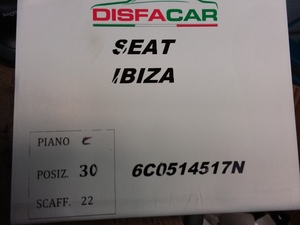 DISFACAR
SEAT
IBIZA
PIANO C
POSIZ. 30
6C0514517N
SCAFF. 22